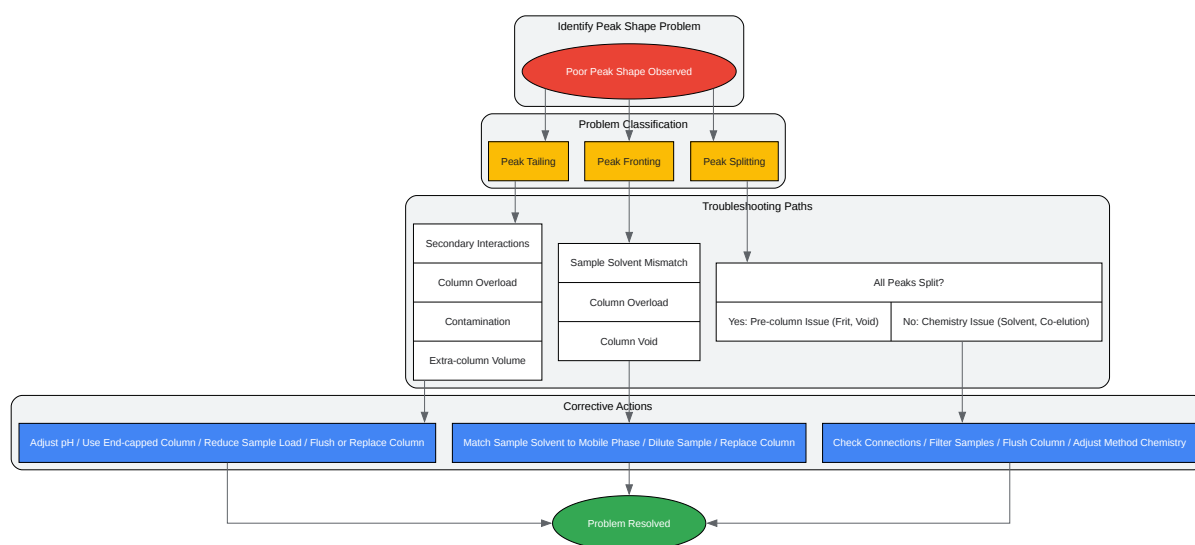 Identify Peak Shape Problem
Poor Peak Shape Observed
Problem Classification
Peak Tailing
Peak Fronting
Peak Splitting
Troubleshooting Paths
Secondary Interactions
Column Overload
Contamination
Extra-column Volume
Sample Solvent Mismatch
Column Overload
Column Void
All Peaks Split?
Yes: Pre-column Issue (Frit, Void)
No: Chemistry Issue (Solvent, Co-elution)
Corrective Actions
Adjust pH / Use End-capped Column / Reduce Sample Load / Flush or Replace Column
Match Sample Solvent to Mobile Phase / Dilute Sample / Replace Column
Check Connections / Filter Samples / Flush Column / Adjust Method Chemistry
Problem Resolved